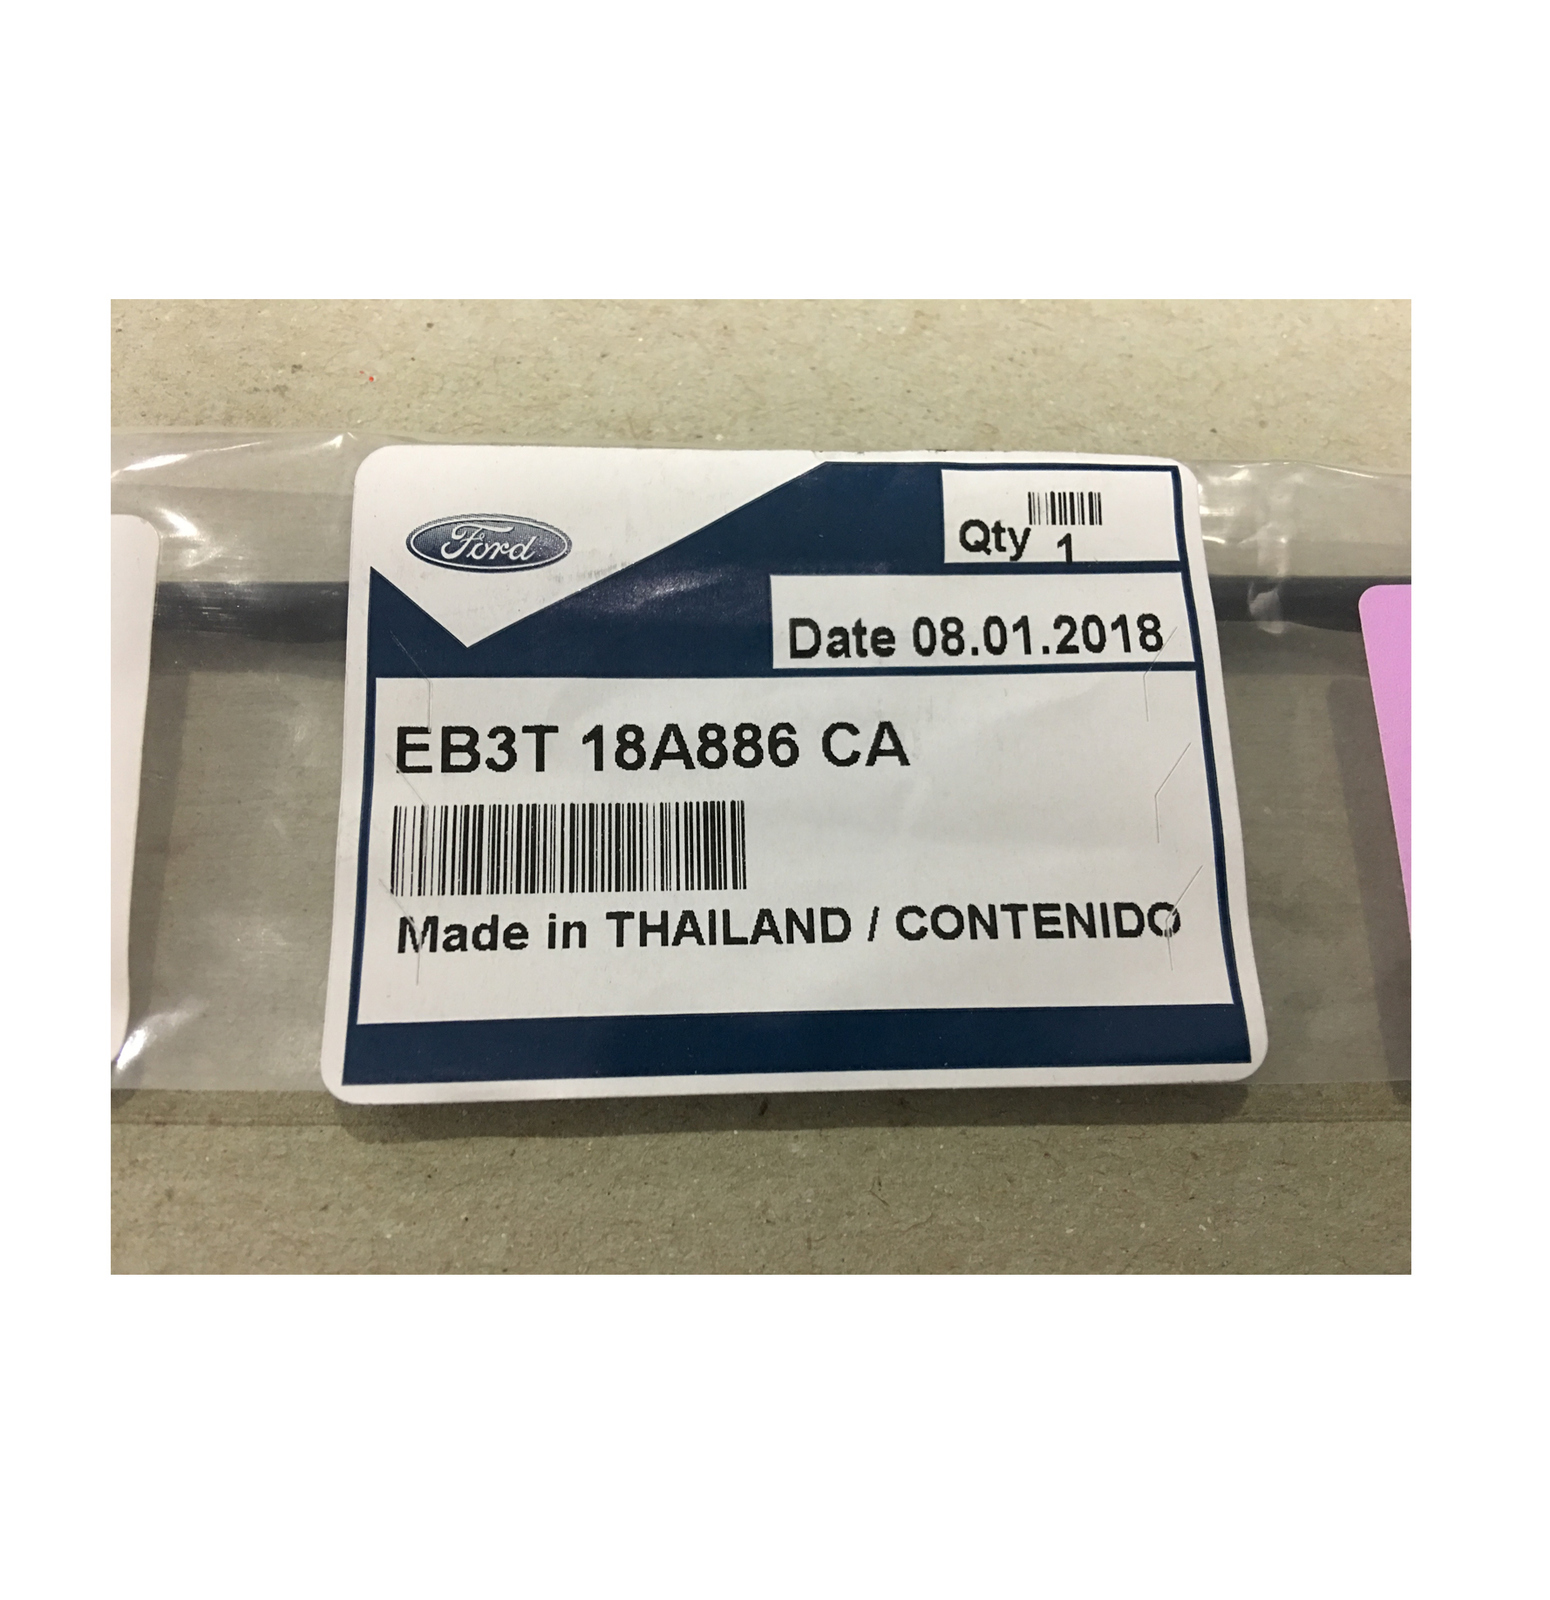 Ford
Qty 1
Date 08.01.2018
EB3T 18A886 CA
Made in THAILAND / CONTENIDO